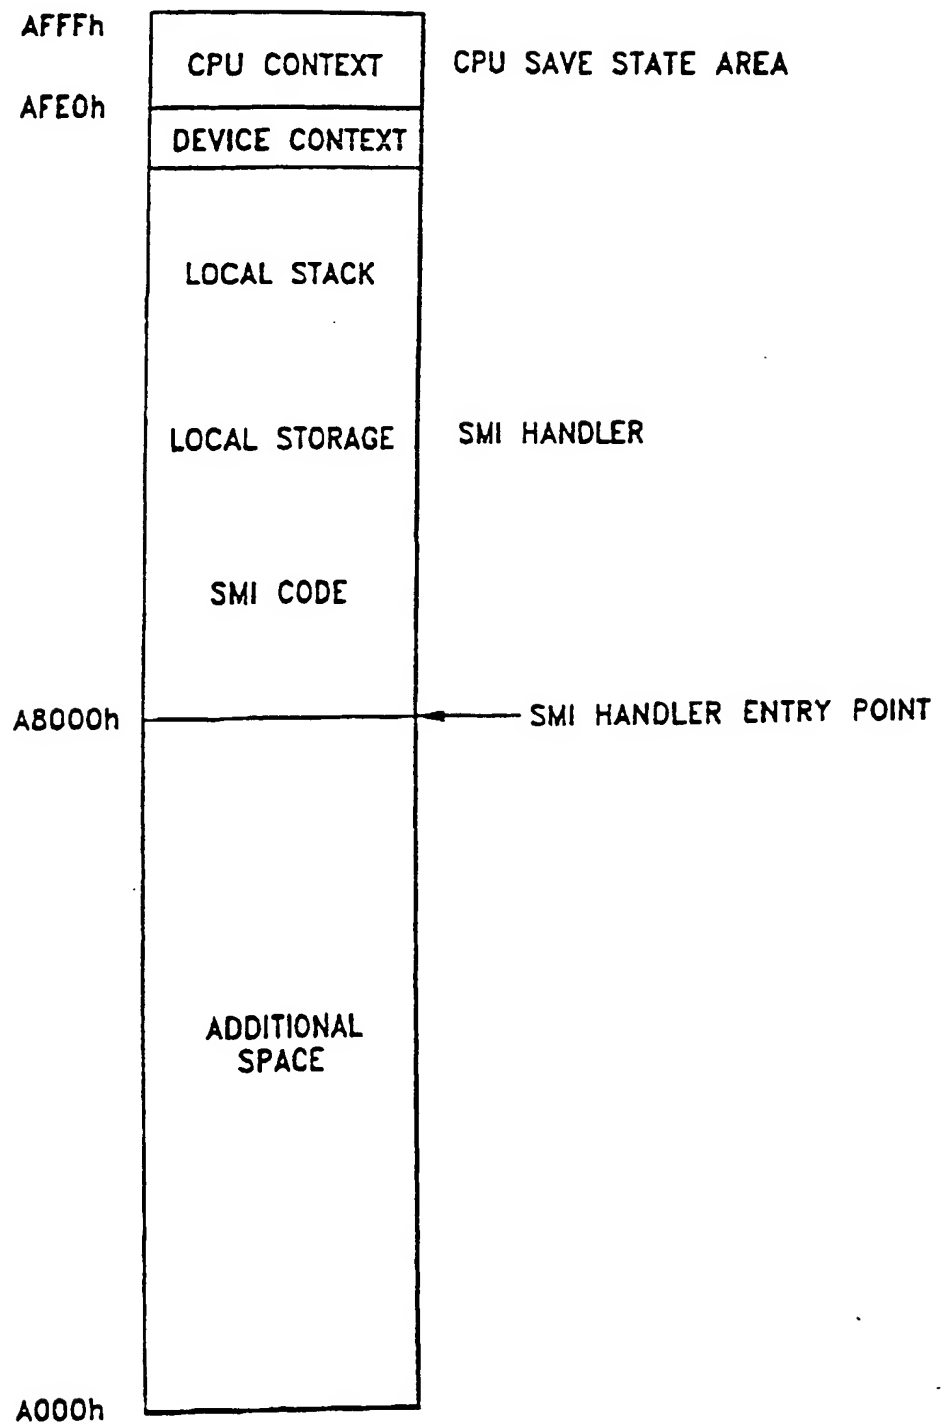 AFFFh
CPU CONTEXT
CPU SAVE STATE AREA
AFE0h
DEVICE CONTEXT
LOCAL STACK
LOCAL STORAGE
SMI HANDLER
SMI CODE
A8000h
SMI HANDLER ENTRY POINT
ADDITIONAL
SPACE
A000h